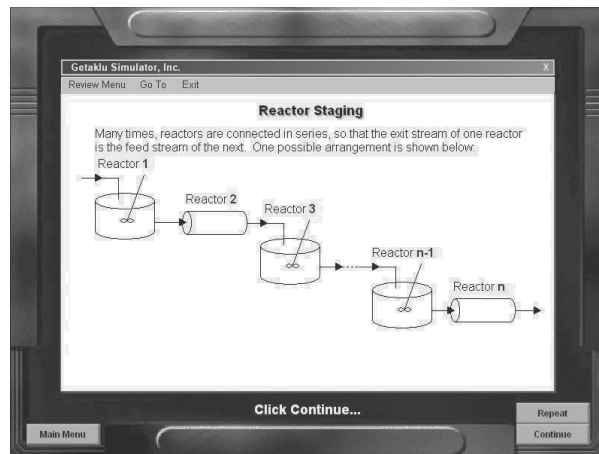 Getaklu Simulator, Inc. X
Review Menu Go To Exit
Reactor Staging
Many times, reactors are connected in series, so that the exit stream of one reactor
is the feed stream of the next. One possible arrangement is shown below:
Reactor 1
Reactor 2
Reactor 3
Reactor n-1
Reactor n
Click Continue...
Repeat
Main Menu
Continue